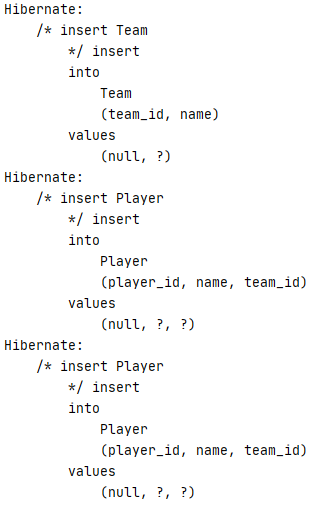 Hibernate:
    /* insert Team
        */ insert
        into
            Team
            (team_id, name)
        values
            (null, ?)
Hibernate:
    /* insert Player
        */ insert
        into
            Player
            (player_id, name, team_id)
        values
            (null, ?, ?)
Hibernate:
    /* insert Player
        */ insert
        into
            Player
            (player_id, name, team_id)
        values
            (null, ?, ?)